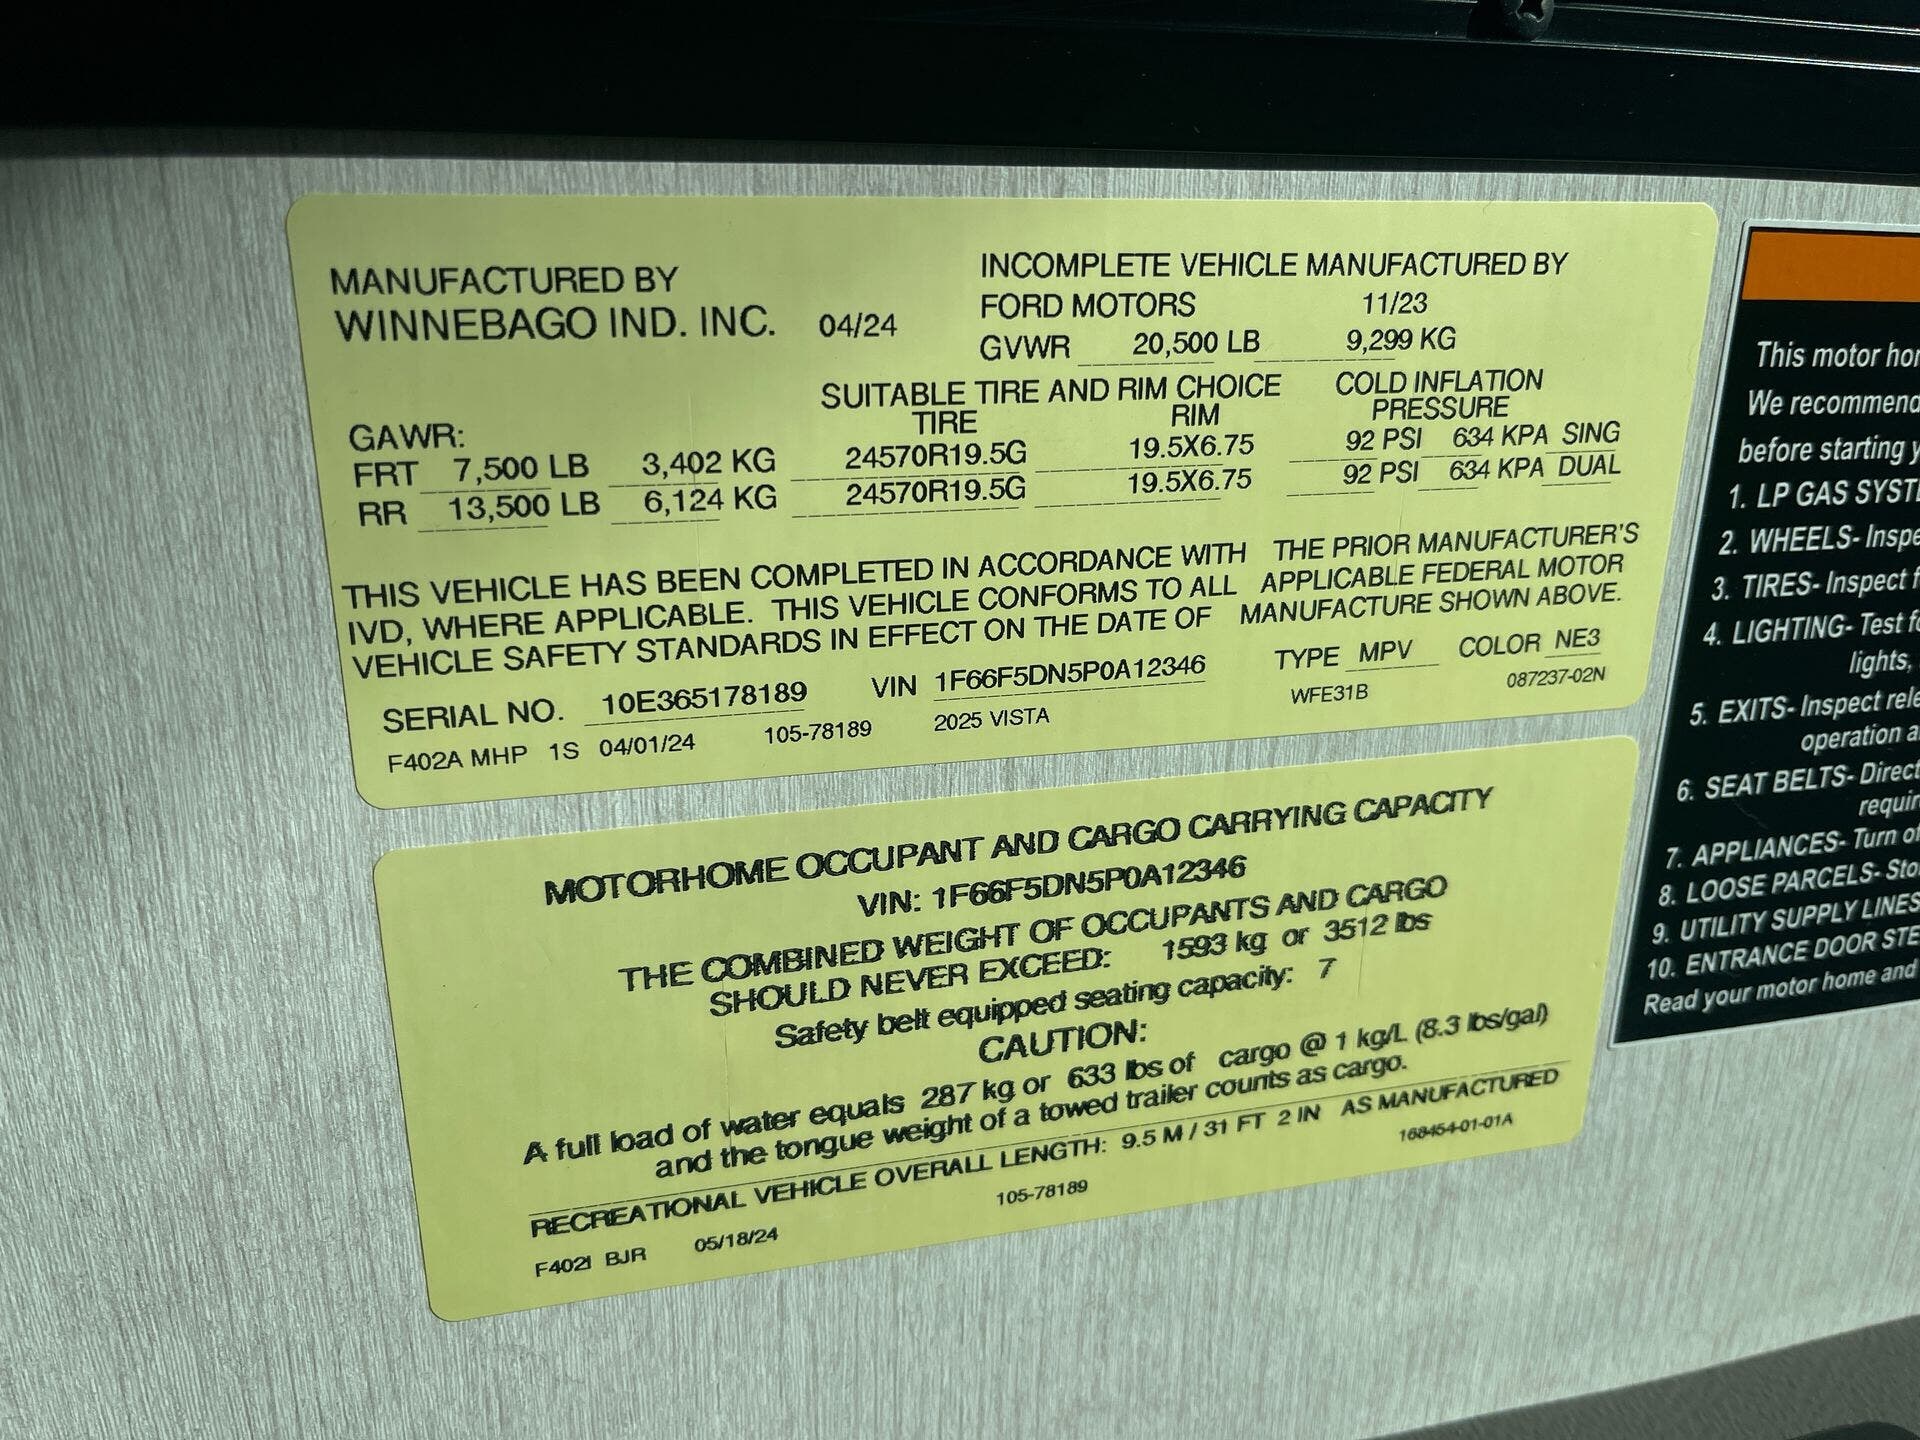 MANUFACTURED BY
WINNEBAGO IND. INC. 04/24
INCOMPLETE VEHICLE MANUFACTURED BY
FORD MOTORS 11/23
GVWR 20,500 LB 9,299 KG
SUITABLE TIRE AND RIM CHOICE
TIRE RIM
COLD INFLATION
PRESSURE
GAWR:
FRT 7,500 LB 3,402 KG 24570R19.5G 19.5X6.75 92 PSI 634 KPA SING
RR 13,500 LB 6,124 KG 24570R19.5G 19.5X6.75 92 PSI 634 KPA DUAL
THIS VEHICLE HAS BEEN COMPLETED IN ACCORDANCE WITH THE PRIOR MANUFACTURER'S
IVD, WHERE APPLICABLE. THIS VEHICLE CONFORMS TO ALL APPLICABLE FEDERAL MOTOR
VEHICLE SAFETY STANDARDS IN EFFECT ON THE DATE OF MANUFACTURE SHOWN ABOVE.
SERIAL NO. 10E365178189 VIN 1F66F5DN5P0A12346 TYPE MPV COLOR NE3
F402A MHP 1S 04/01/24 105-78189 2025 VISTA WFE31B 087237-02N
MOTORHOME OCCUPANT AND CARGO CARRYING CAPACITY
VIN: 1F66F5DN5P0A12346
THE COMBINED WEIGHT OF OCCUPANTS AND CARGO
SHOULD NEVER EXCEED: 1593 kg or 3512 lbs
Safety belt equipped seating capacity: 7
CAUTION:
A full load of water equals 287 kg or 633 lbs of cargo @ 1 kg/L (8.3 lbs/gal)
and the tongue weight of a towed trailer counts as cargo.
RECREATIONAL VEHICLE OVERALL LENGTH: 9.5 M / 31 FT 2 IN AS MANUFACTURED
168454-01-01A
F402I BJR 05/18/24 105-78189
This motor
We recommend
before starting
1. LP GAS
2. WHEELS-
3. TIRES- Inspect
4. LIGHTING- Test
lights,
5. EXITS- Inspect
operation
6. SEAT BELTS- Direct
7. APPLIANCES- Turn
8. LOOSE PARCELS-
9. UTILITY SUPPLY LINES
10. ENTRANCE DOOR
Read your motor home and